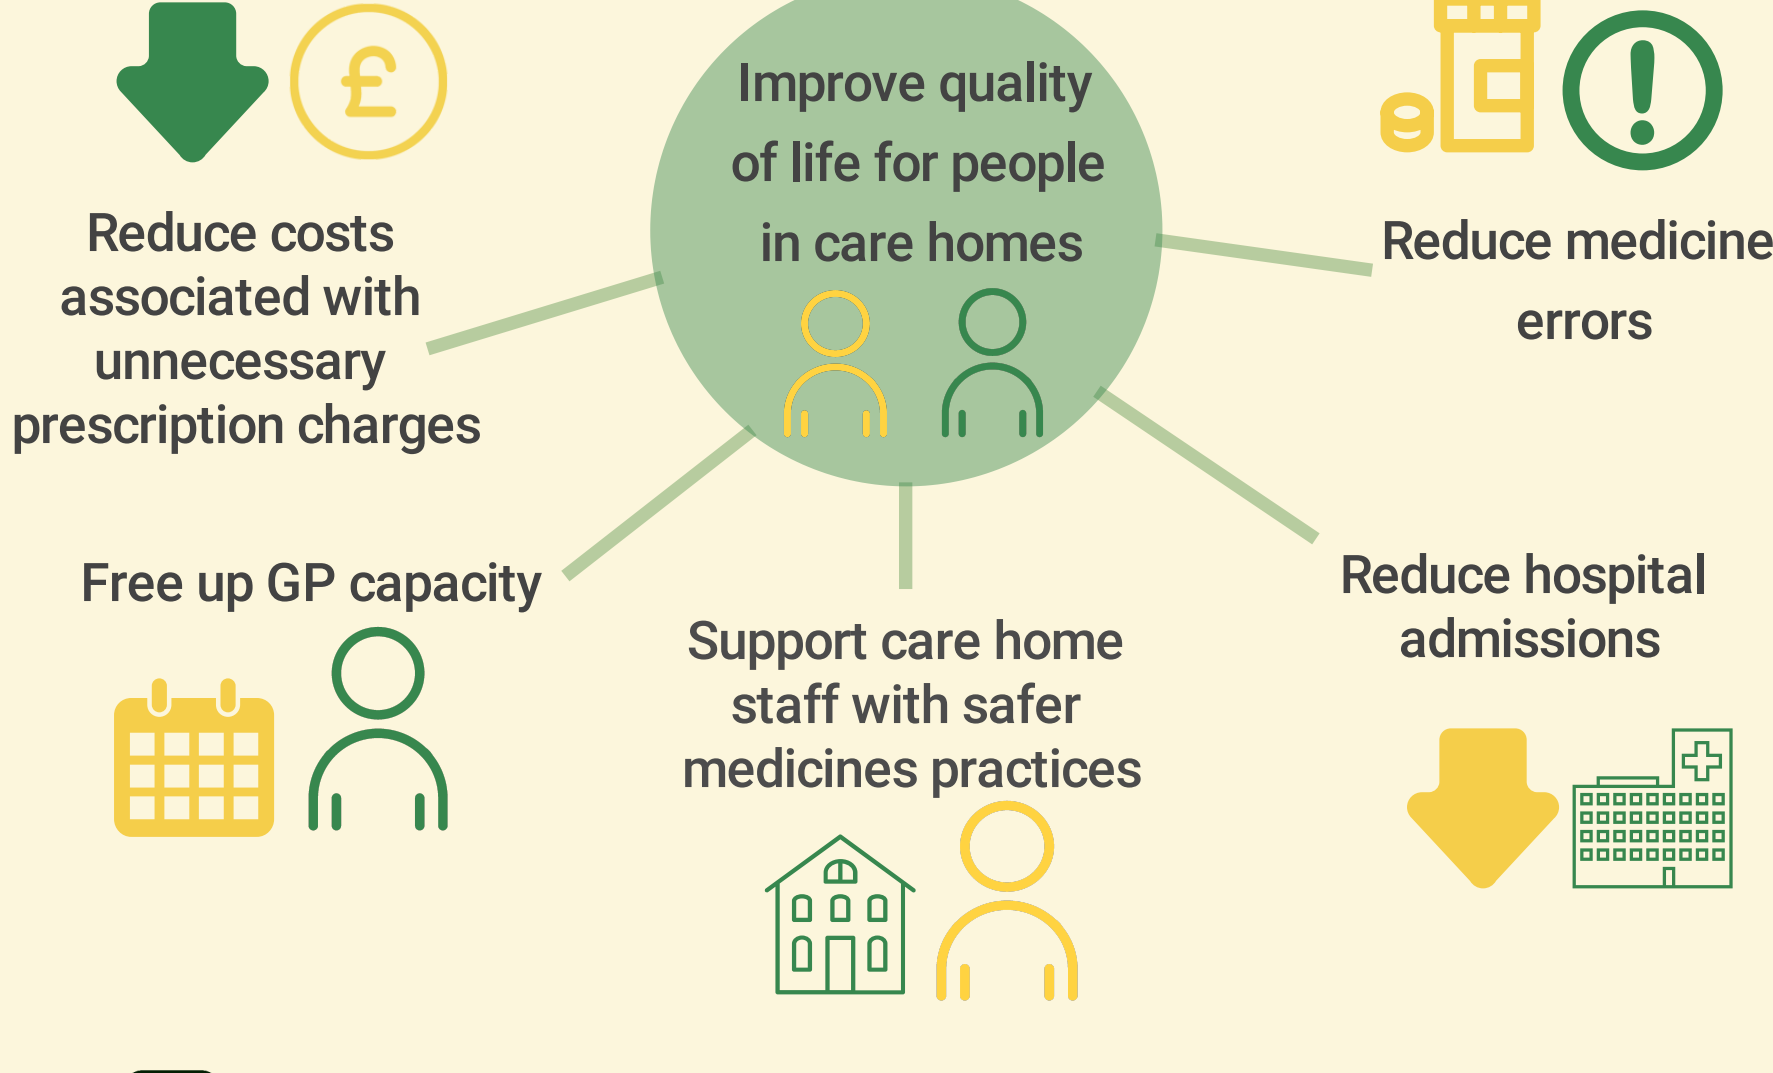 Improve quality
of life for people
in care homes
Reduce costs
associated with
unnecessary
prescription charges
Reduce medicine
errors
Free up GP capacity
Support care home
staff with safer
medicines practices
Reduce hospital
admissions